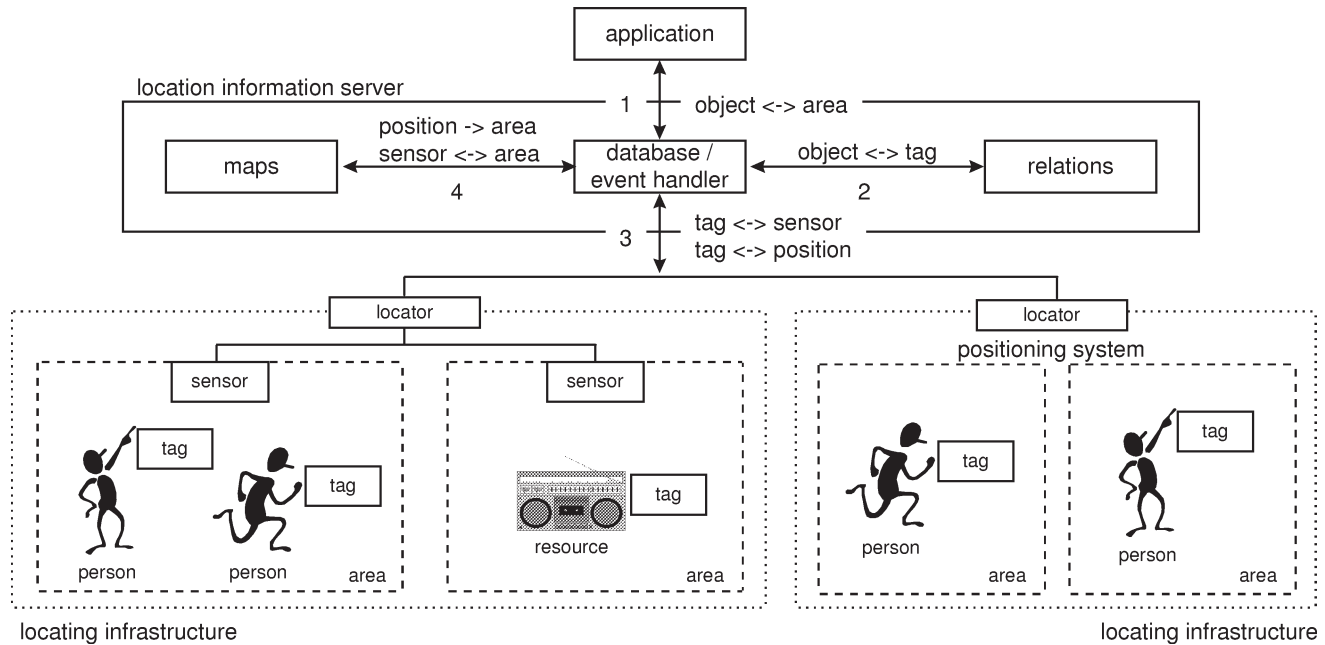 application
location information server
1
object <-> area
position -> area
sensor <-> area
4
maps
database /
event handler
object <-> tag
2
relations
3
tag <-> sensor
tag <-> position
locator
locator
positioning system
sensor
sensor
tag
tag
tag
tag
tag
person
person
area
resource
area
person
area
person
area
locating infrastructure
locating infrastructure